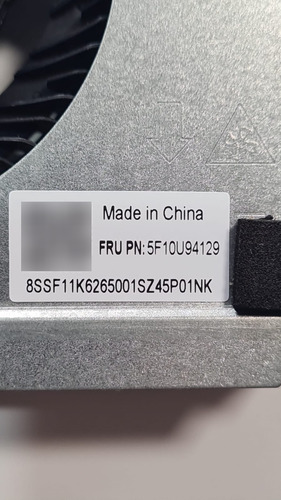 Made in China
FRU PN: 5F10U94129
8SSF11K6265001SZ45P01NK